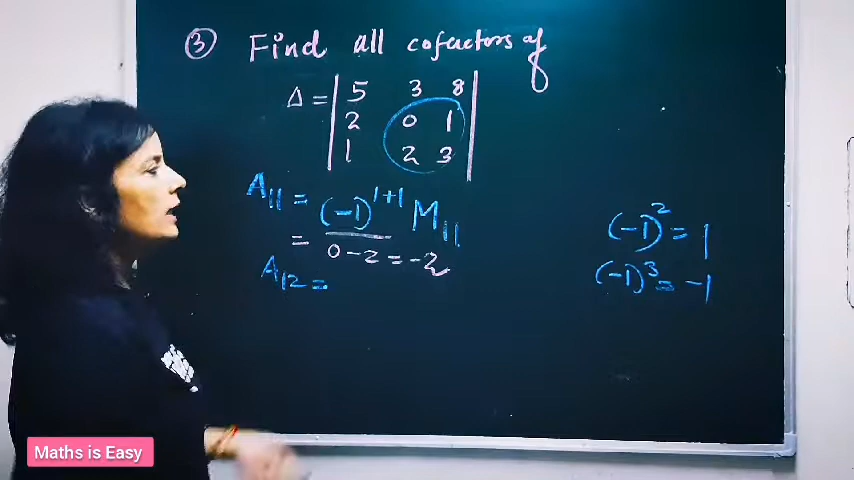 ③ Find all cofactors of
Δ = | 5 3 8 |
| 2 0 1 |
| 1 2 3 |
A₁₁ = (-1)¹⁺¹ M₁₁
= 0 - 2 = -2
A₁₂ =
(-1)² = 1
(-1)³ = -1
Maths is Easy